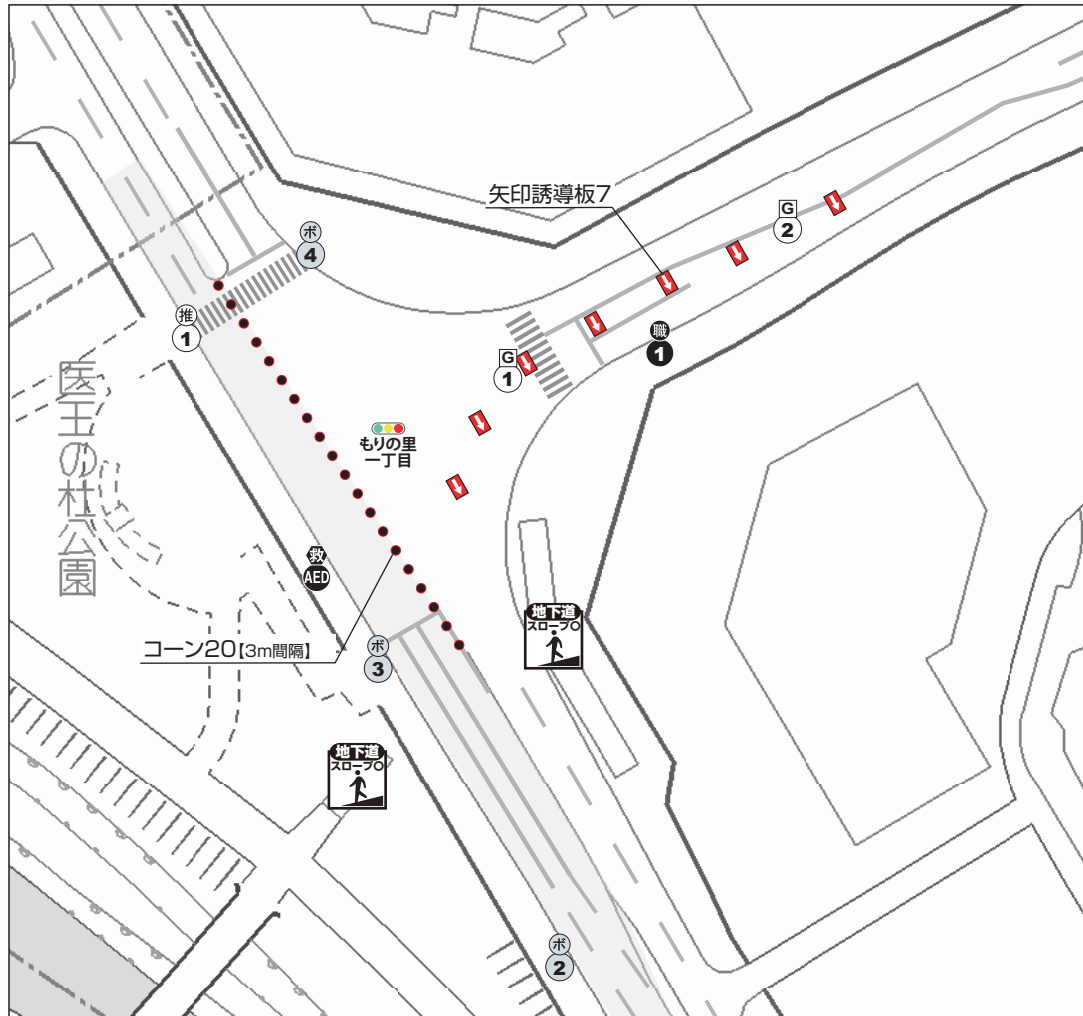 矢印誘導板7
G
2
ボ
4
推
1
職
1
G
1
もりの里
一丁目
医王の杜公園
救
AED
コーン20【3m間隔】
ボ
3
地下道
スロープ○
地下道
スロープ○
ボ
2